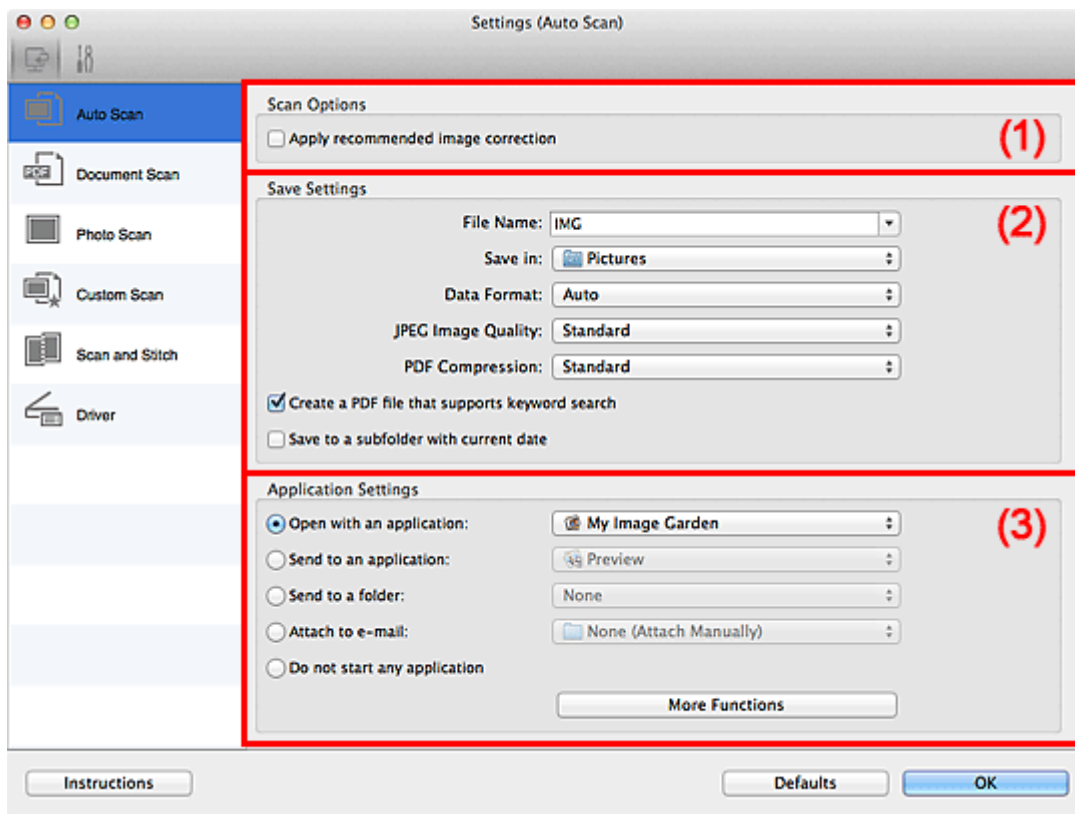 Settings (Auto Scan)
Auto Scan
PDF
Document Scan
Photo Scan
Custom Scan
Scan and Stitch
Driver
Scan Options
Apply recommended image correction
(1)
Save Settings
(2)
File Name: IMG
Save in: Pictures
Data Format: Auto
JPEG Image Quality: Standard
PDF Compression: Standard
Create a PDF file that supports keyword search
Save to a subfolder with current date
Application Settings
(3)
Open with an application: My Image Garden
Send to an application: Preview
Send to a folder: None
Attach to e-mail: None (Attach Manually)
Do not start any application
More Functions
Instructions
Defaults
OK